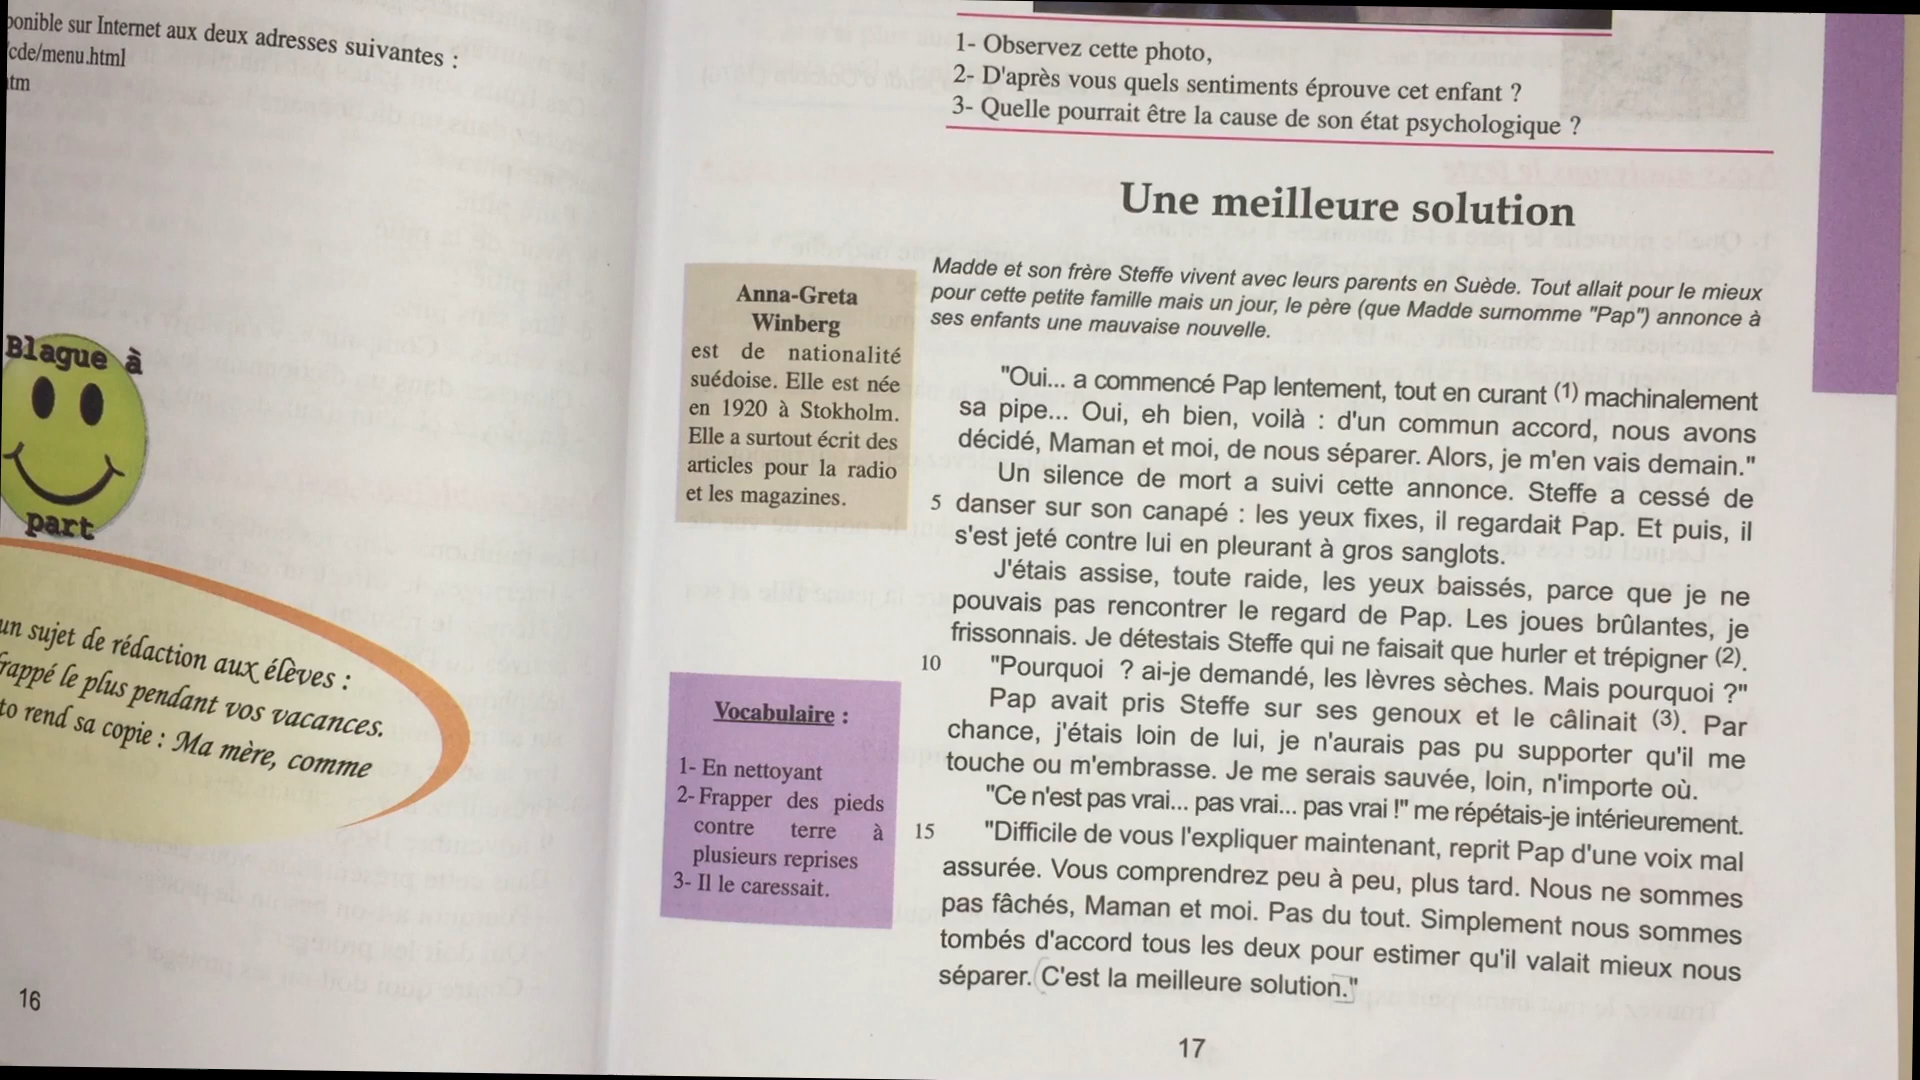 ponible sur Internet aux deux adresses suivantes :
cde/menu.html
Blague à
part
un sujet de rédaction aux élèves :
frappé le plus pendant vos vacances.
to rend sa copie : Ma mère, comme
16
1- Observez cette photo,
2- D'après vous quels sentiments éprouve cet enfant ?
3- Quelle pourrait être la cause de son état psychologique ?
Une meilleure solution
Anna-Greta
Winberg
est de nationalité
suédoise. Elle est née
en 1920 à Stokholm.
Elle a surtout écrit des
articles pour la radio
et les magazines.
Vocabulaire :
1- En nettoyant
2- Frapper des pieds
contre terre à
plusieurs reprises
3- Il le caressait.
Madde et son frère Steffe vivent avec leurs parents en Suède. Tout allait pour le mieux
pour cette petite famille mais un jour, le père (que Madde surnomme "Pap") annonce à
ses enfants une mauvaise nouvelle.
"Oui... a commencé Pap lentement, tout en curant (1) machinalement
sa pipe... Oui, eh bien, voilà : d'un commun accord, nous avons
décidé, Maman et moi, de nous séparer. Alors, je m'en vais demain."
Un silence de mort a suivi cette annonce. Steffe a cessé de
5 danser sur son canapé : les yeux fixes, il regardait Pap. Et puis, il
s'est jeté contre lui en pleurant à gros sanglots.
J'étais assise, toute raide, les yeux baissés, parce que je ne
pouvais pas rencontrer le regard de Pap. Les joues brûlantes, je
frissonnais. Je détestais Steffe qui ne faisait que hurler et trépigner (2).
10 "Pourquoi ? ai-je demandé, les lèvres sèches. Mais pourquoi ?"
Pap avait pris Steffe sur ses genoux et le câlinait (3). Par
chance, j'étais loin de lui, je n'aurais pas pu supporter qu'il me
touche ou m'embrasse. Je me serais sauvée, loin, n'importe où.
"Ce n'est pas vrai... pas vrai... pas vrai !" me répétais-je intérieurement.
15 "Difficile de vous l'expliquer maintenant, reprit Pap d'une voix mal
assurée. Vous comprendrez peu à peu, plus tard. Nous ne sommes
pas fâchés, Maman et moi. Pas du tout. Simplement nous sommes
tombés d'accord tous les deux pour estimer qu'il valait mieux nous
séparer. C'est la meilleure solution."
17